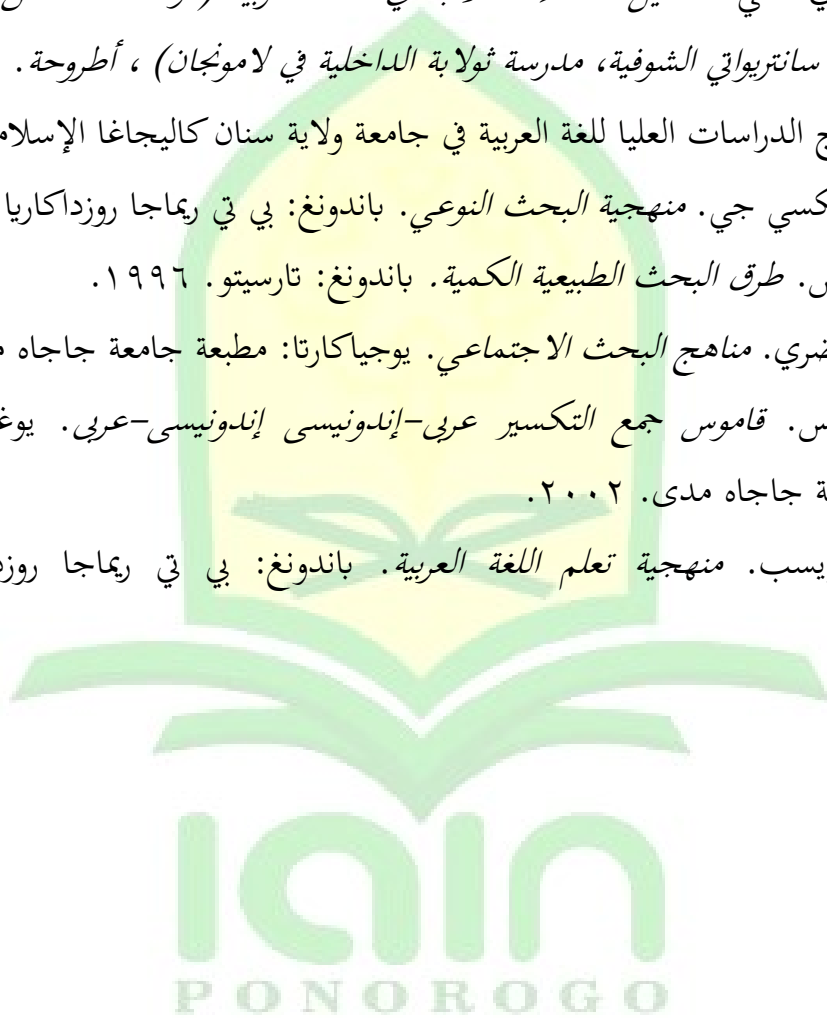 سانتريواتي الشوفية، مدرسة ثولابة الداخلية في لامونجان) ، أطروحة.
ج الدراسات العليا للغة العربية في جامعة ولاية سنان كاليجاغا الإسلام
كسي جي. منهجية البحث النوعي. باندونغ: بي تي ريماجا روزداكاريا
س. طرق البحث الطبيعية الكمية. باندونغ: تارسيتو. ١٩٩٦.
ضري. مناهج البحث الاجتماعي. يوجياكارتا: مطبعة جامعة جاجاه م
س. قاموس جمع التكسير عربى-إندونيسى إندونيسى-عربى. يوغ
ة جاجاه مدى. ٢٠٠٢.
يسب. منهجية تعلم اللغة العربية. باندونغ: بي تي ريماجا روزد
iain
PONOROGO